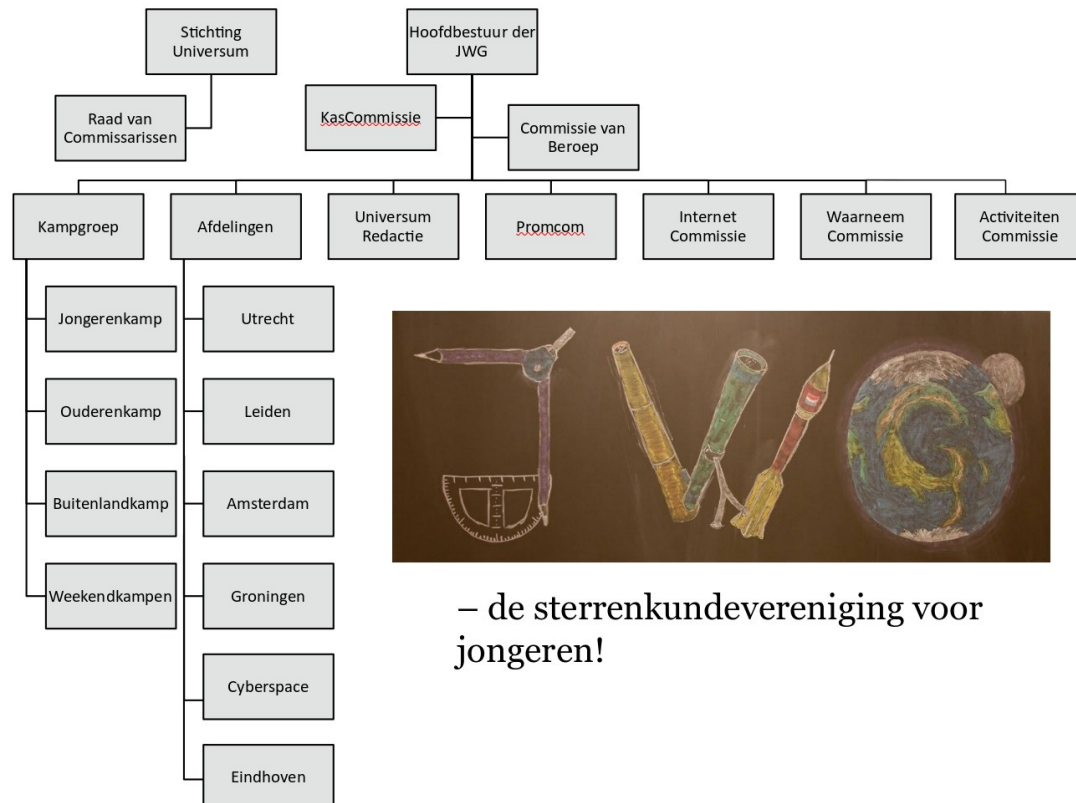 Stichting
Universum
Hoofdbestuur der
JWG
Raad van
Commissarissen
KasCommissie
Commissie van
Beroep
Kampgroep
Afdelingen
Universum
Redactie
Promcom
Internet
Commissie
Waarneem
Commissie
Activiteiten
Commissie
Jongerenkamp
Ouderenkamp
Buitenlandkamp
Weekendkampen
Utrecht
Leiden
Amsterdam
Groningen
Cyberspace
Eindhoven
JWG
– de sterrenkundevereniging voor
jongeren!